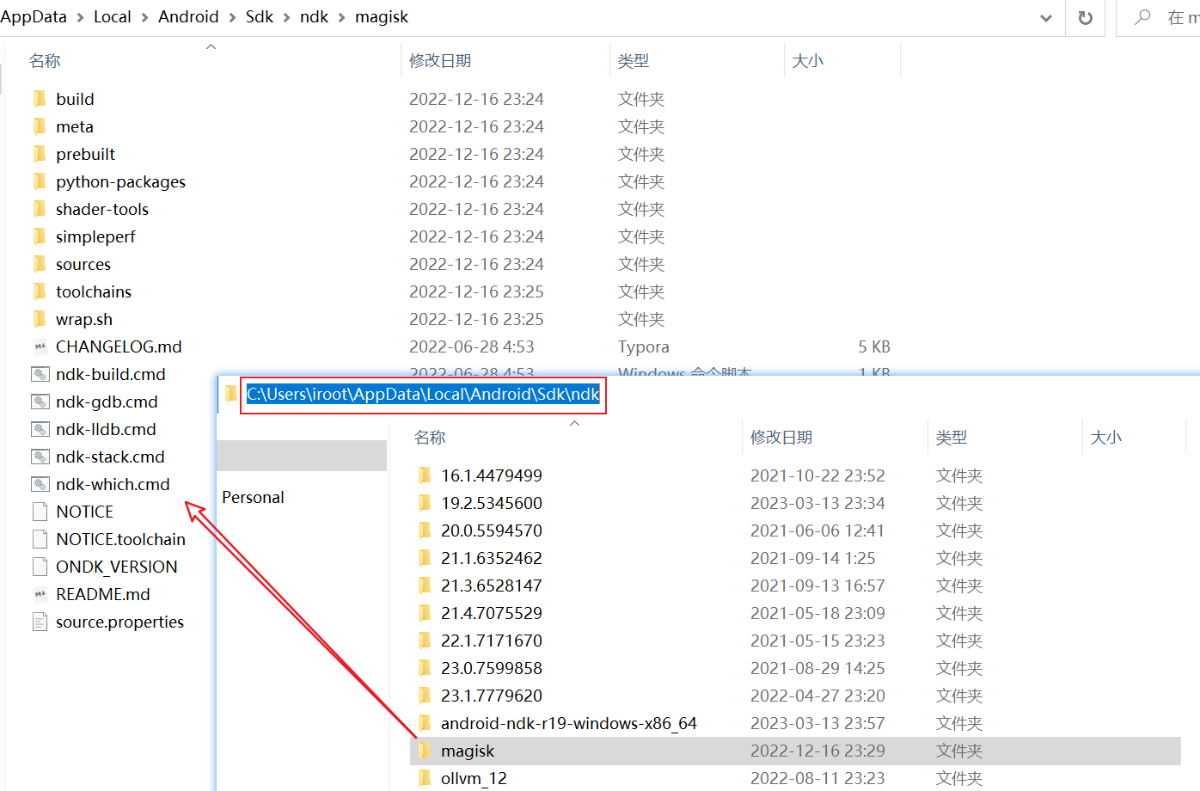 AppData > Local > Android > Sdk > ndk > magisk 在 m
名称 修改日期 类型 大小
build 2022-12-16 23:24 文件夹
meta 2022-12-16 23:24 文件夹
prebuilt 2022-12-16 23:24 文件夹
python-packages 2022-12-16 23:24 文件夹
shader-tools 2022-12-16 23:24 文件夹
simpleperf 2022-12-16 23:24 文件夹
sources 2022-12-16 23:24 文件夹
toolchains 2022-12-16 23:25 文件夹
wrap.sh 2022-12-16 23:25 文件夹
CHANGELOG.md 2022-06-28 4:53 Typora 5 KB
ndk-build.cmd 2022-06-28 4:53 Windows 命令脚本 1 KB
ndk-gdb.cmd
ndk-lldb.cmd
ndk-stack.cmd
ndk-which.cmd
NOTICE
NOTICE.toolchain
ONDK_VERSION
README.md
source.properties
C:\Users\iroot\AppData\Local\Android\Sdk\ndk
Personal
名称 修改日期 类型 大小
16.1.4479499 2021-10-22 23:52 文件夹
19.2.5345600 2023-03-13 23:34 文件夹
20.0.5594570 2021-06-06 12:41 文件夹
21.1.6352462 2021-09-14 1:25 文件夹
21.3.6528147 2021-09-13 16:57 文件夹
21.4.7075529 2021-05-18 23:09 文件夹
22.1.7171670 2021-05-15 23:23 文件夹
23.0.7599858 2021-08-29 14:25 文件夹
23.1.7779620 2022-04-27 23:20 文件夹
android-ndk-r19-windows-x86_64 2023-03-13 23:57 文件夹
magisk 2022-12-16 23:29 文件夹
ollvm_12 2022-08-11 23:23 文件夹